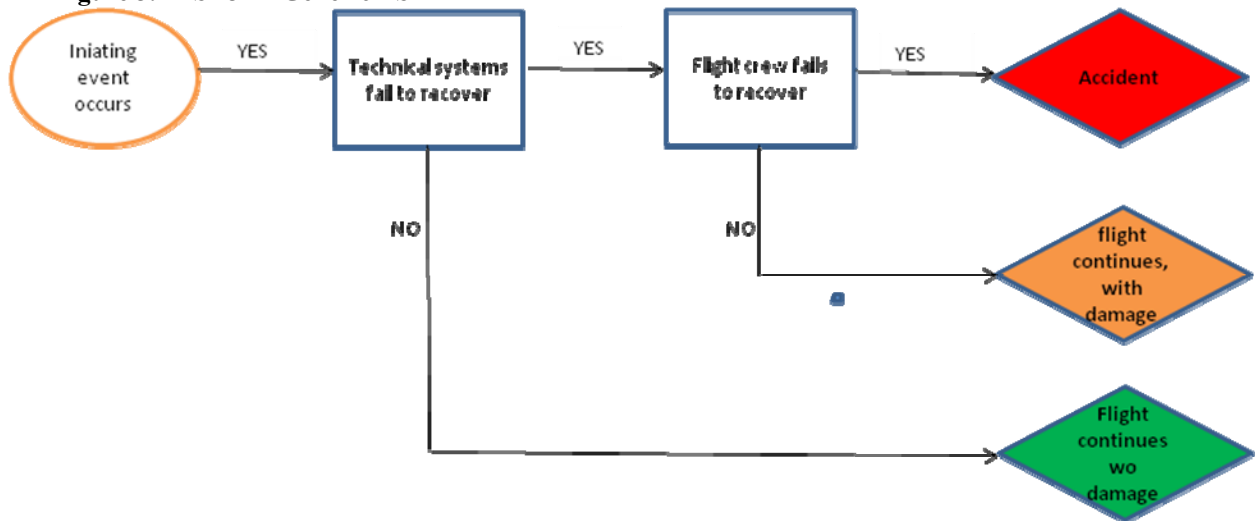 Iniating
event
occurs
YES
Technical systems
fail to recover
YES
Flight crew fails
to recover
YES
Accident
NO
NO
flight
continues,
with
damage
Flight
continues
wo
damage